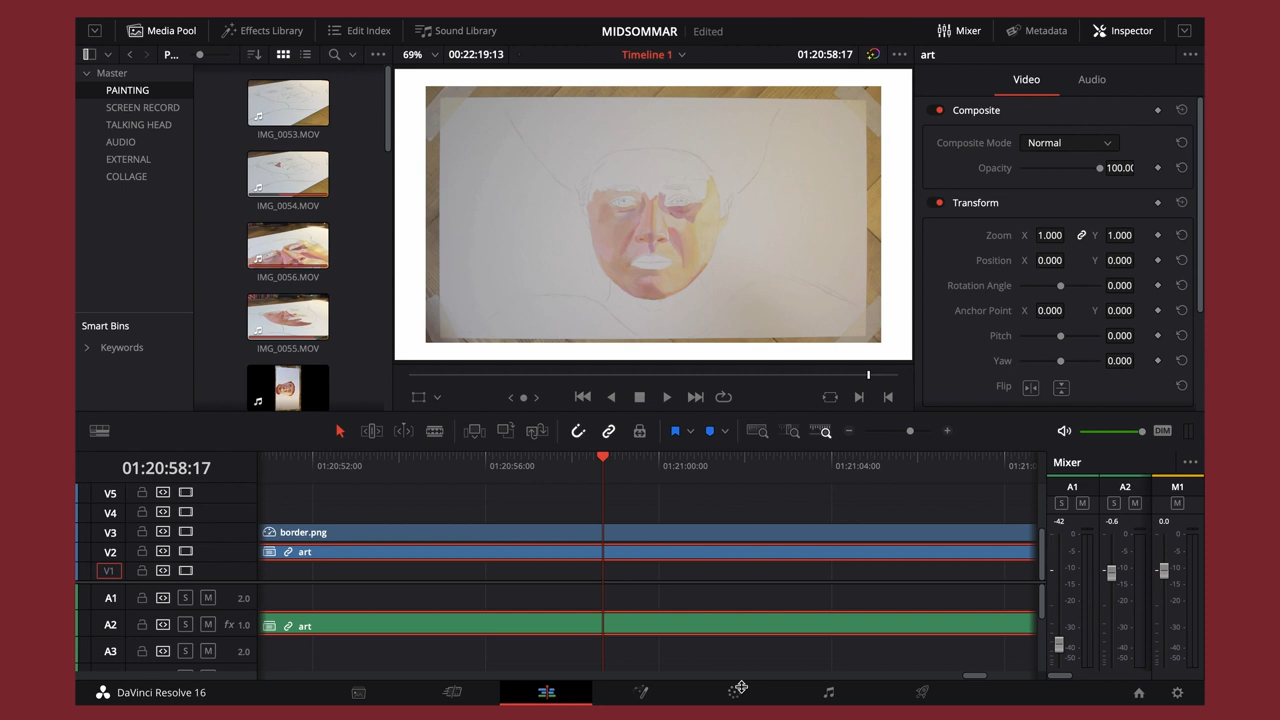 Media Pool Effects Library Edit Index Sound Library MIDSOMMAR Edited Mixer Metadata Inspector
P... 69% 00:22:19:13 Timeline 1 01:20:58:17 art
Master
PAINTING
SCREEN RECORD
TALKING HEAD
AUDIO
EXTERNAL
COLLAGE
Smart Bins
Keywords
IMG_0053.MOV
IMG_0054.MOV
IMG_0056.MOV
IMG_0055.MOV
Video Audio
Composite
Composite Mode Normal
Opacity 100.00
Transform
Zoom X 1.000 Y 1.000
Position X 0.000 Y 0.000
Rotation Angle 0.000
Anchor Point X 0.000 Y 0.000
Pitch 0.000
Yaw 0.000
Flip
DIM
01:20:58:17 01:20:52:00 01:20:56:00 01:21:00:00 01:21:04:00 01:21:0
V5
V4
V3 border.png
V2 art
V1
A1 S M 2.0
A2 S M fx 1.0 art
A3 S M 2.0
Mixer
A1 A2 M1
S M S M M
-42 -0.6 0.0
0 0 0
-5 -5 -5
-10 -10 -10
-15 -15 -15
-20 -20 -20
-30 -30 -30
-40 -40 -40
-50 -50 -50
DaVinci Resolve 16